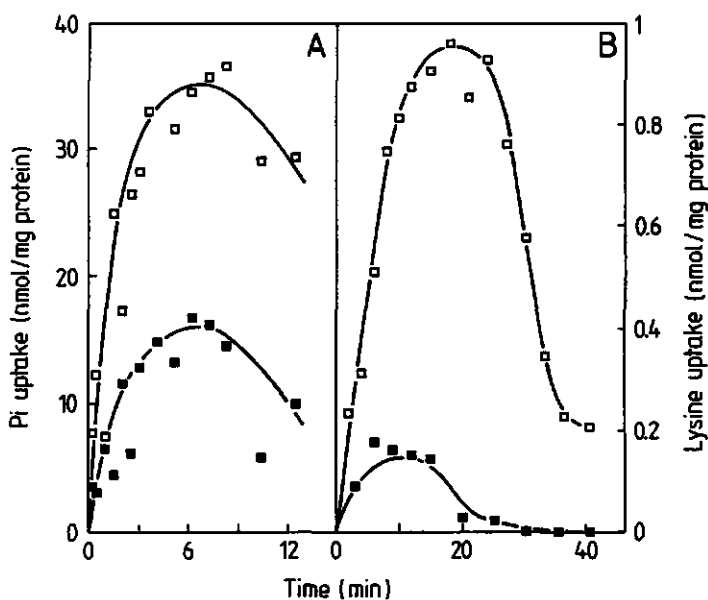 40
30
20
10
0
Pi uptake (nmol/mg protein)
A
0 6 12
B
0 20 40
1
0.8
0.6
0.4
0.2
0
Lysine uptake (nmol/mg protein)
Time (min)